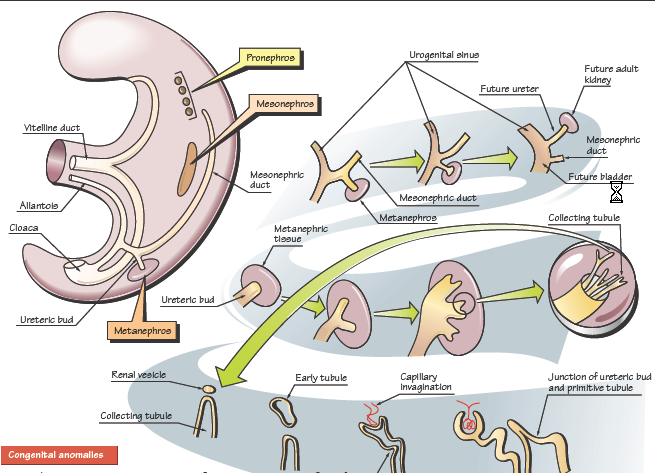 Pronephros
Mesonephros
Vitelline duct
Mesonephric
duct
Allantois
Cloaca
Ureteric bud
Metanephros
Urogenital sinus
Future ureter
Future adult
kidney
Mesonephric
duct
Future bladder
Mesonephric duct
Metanephros
Metanephric
tissue
Ureteric bud
Collecting tubule
Renal vesicle
Collecting tubule
Early tubule
Capillary
invagination
Junction of ureteric bud
and primitive tubule
Congenital anomalies